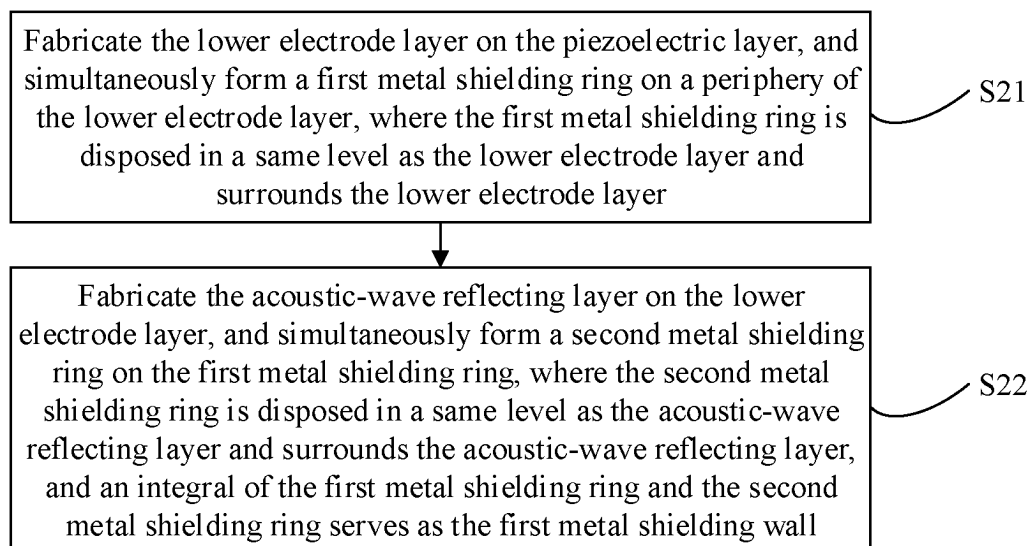 Fabricate the lower electrode layer on the piezoelectric layer, and
simultaneously form a first metal shielding ring on a periphery of
the lower electrode layer, where the first metal shielding ring is
disposed in a same level as the lower electrode layer and
surrounds the lower electrode layer
S21
Fabricate the acoustic-wave reflecting layer on the lower
electrode layer, and simultaneously form a second metal shielding
ring on the first metal shielding ring, where the second metal
shielding ring is disposed in a same level as the acoustic-wave
reflecting layer and surrounds the acoustic-wave reflecting layer,
and an integral of the first metal shielding ring and the second
metal shielding ring serves as the first metal shielding wall
S22